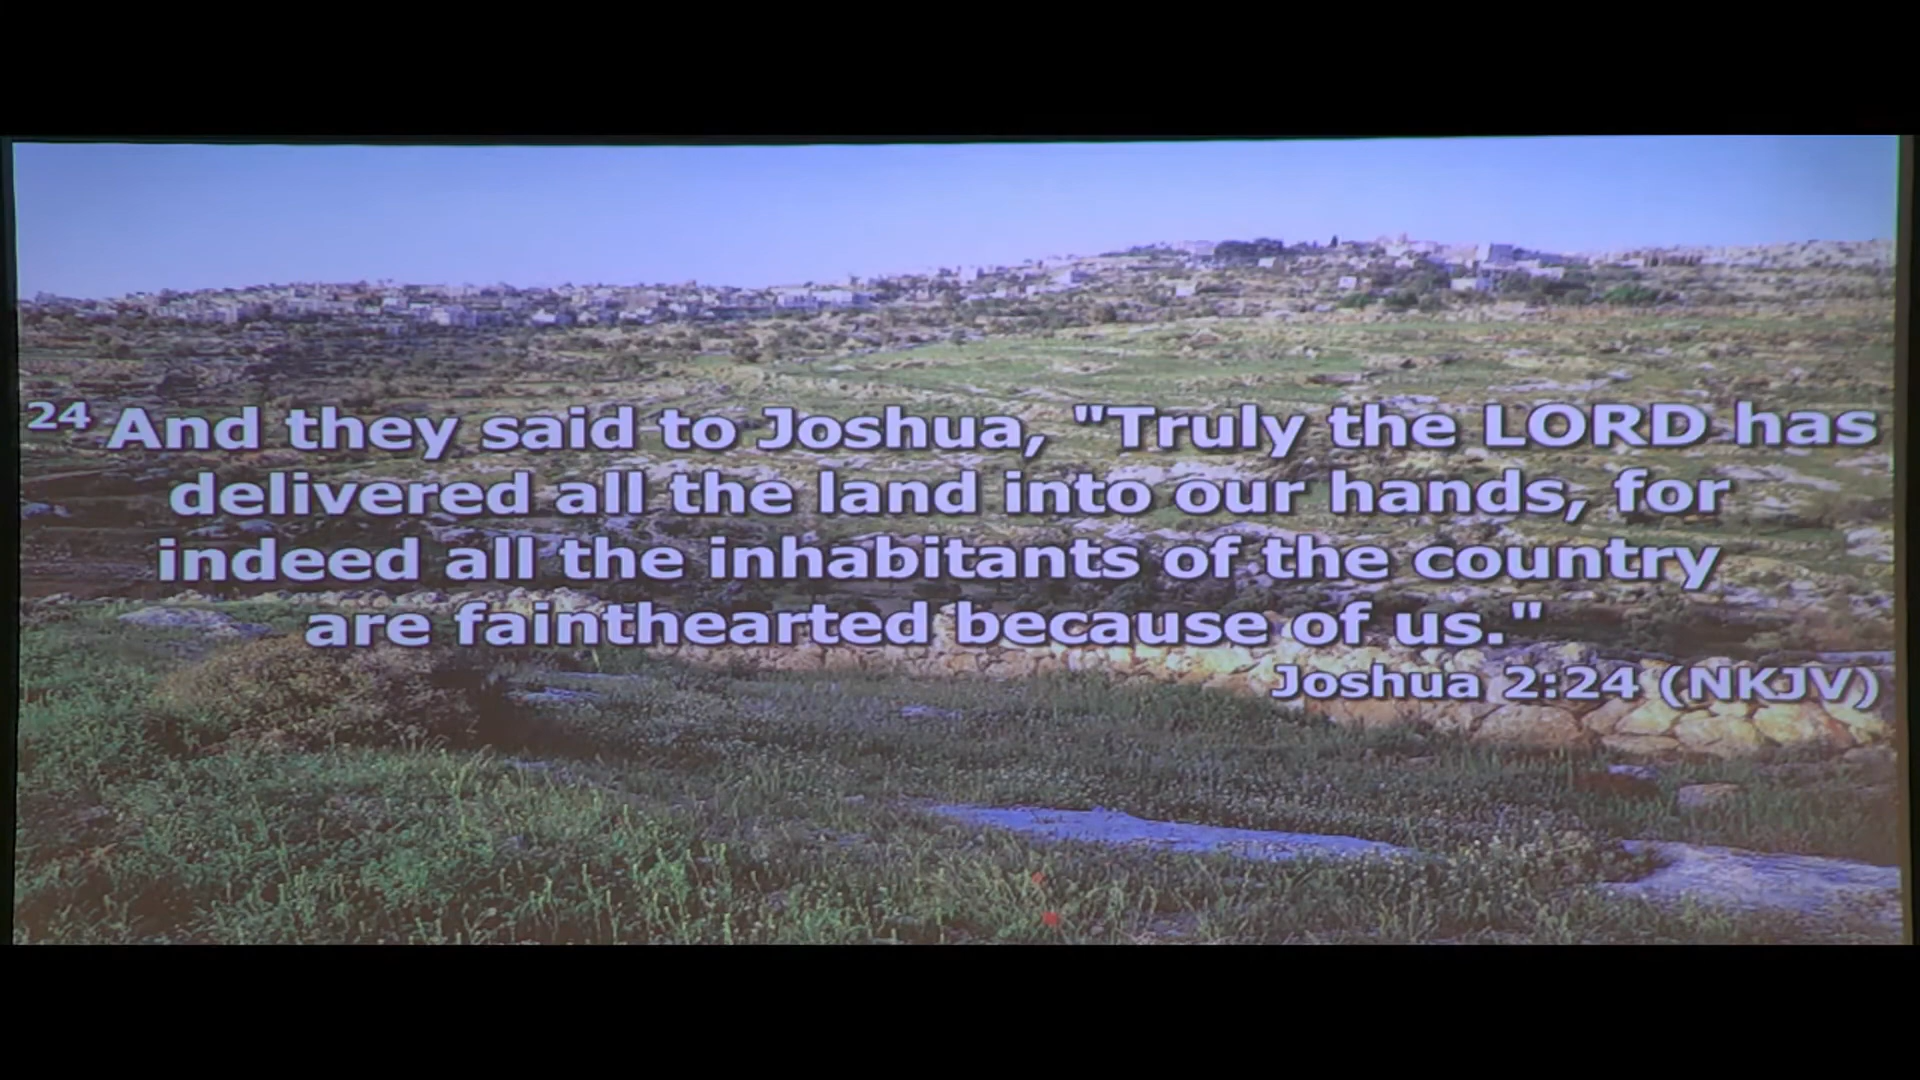 24 And they said to Joshua, "Truly the LORD has
delivered all the land into our hands, for
indeed all the inhabitants of the country
are fainthearted because of us."
Joshua 2:24 (NKJV)